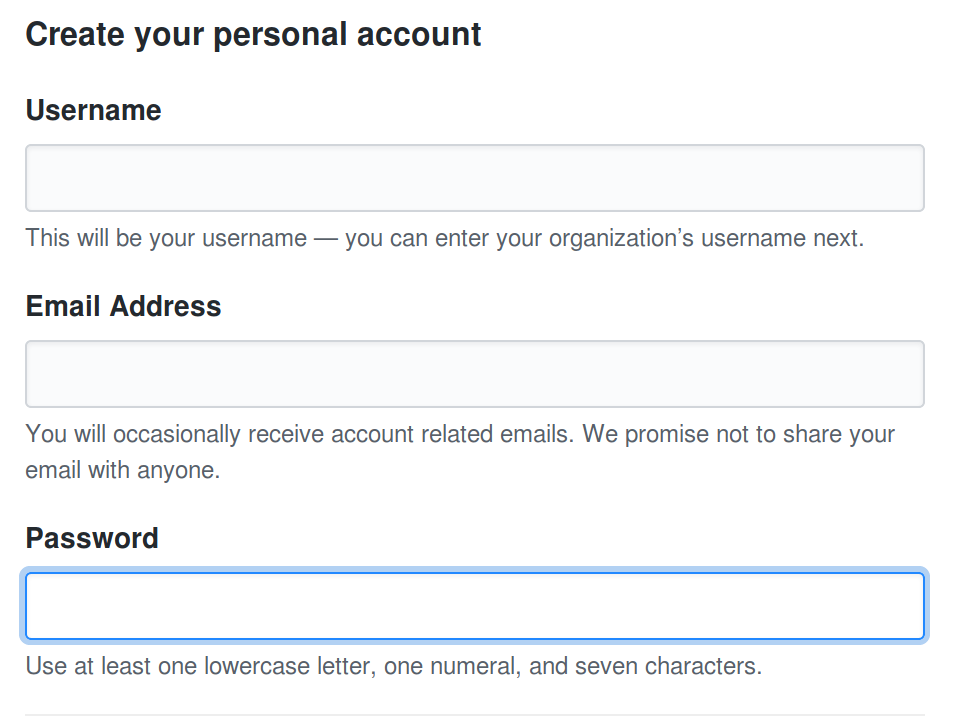 Create your personal account
Username
This will be your username — you can enter your organization’s username next.
Email Address
You will occasionally receive account related emails. We promise not to share your
email with anyone.
Password
Use at least one lowercase letter, one numeral, and seven characters.